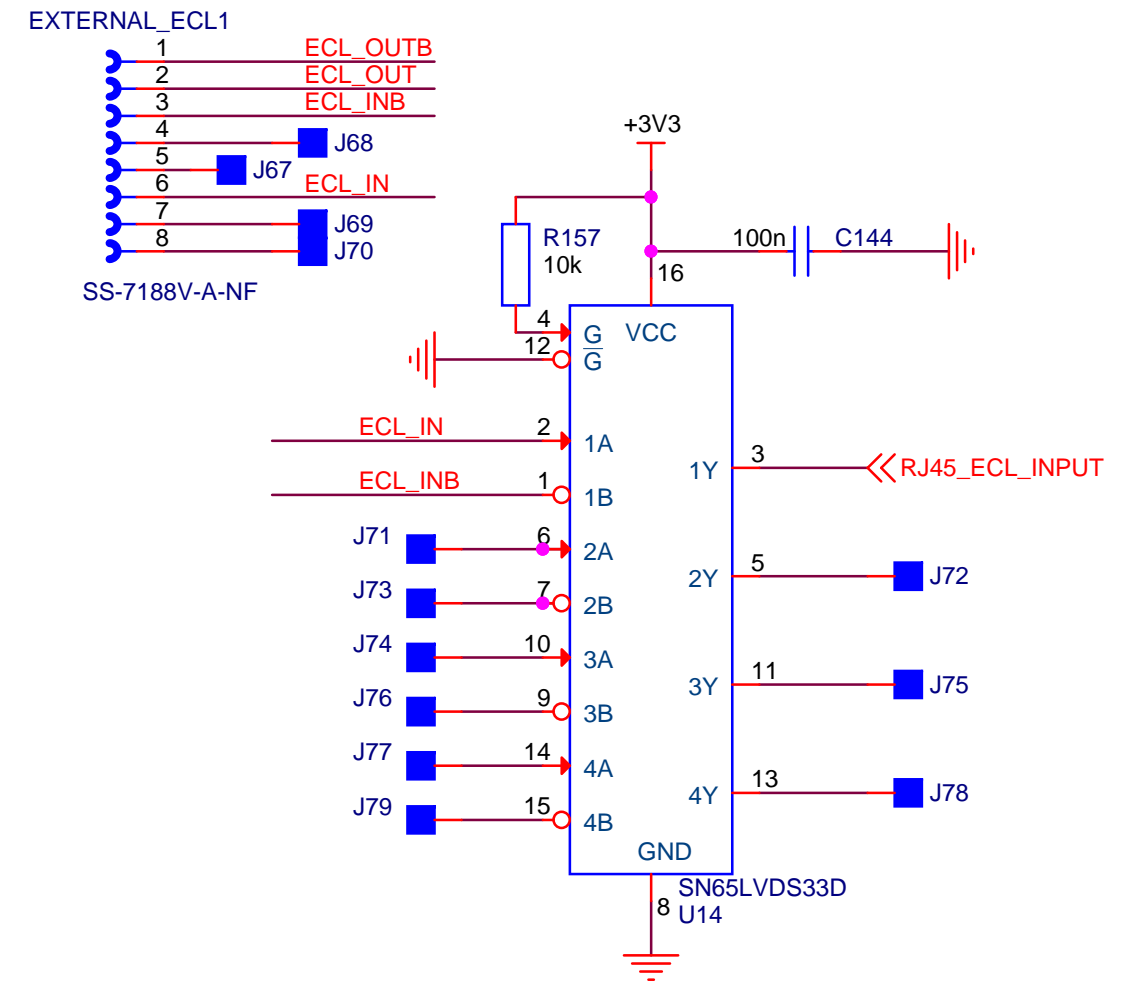 EXTERNAL_ECL1
1 ECL_OUTB
2 ECL_OUT
3 ECL_INB
4 J68
5 J67
6 ECL_IN
7 J69
8 J70
SS-7188V-A-NF
+3V3
R157
10k
100n C144
16
4 G VCC
12 G
ECL_IN 2 1A
1Y 3 RJ45_ECL_INPUT
ECL_INB 1 1B
J71 6 2A
2Y 5 J72
J73 7 2B
J74 10 3A
3Y 11 J75
J76 9 3B
J77 14 4A
4Y 13 J78
J79 15 4B
GND
SN65LVDS33D
8 U14